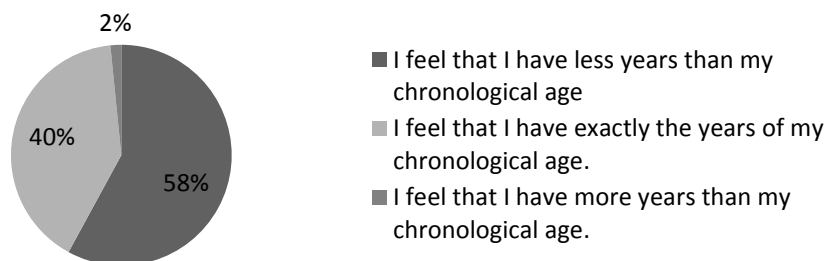 2%
40%
58%
I feel that I have less years than my
chronological age
I feel that I have exactly the years of my
chronological age.
I feel that I have more years than my
chronological age.